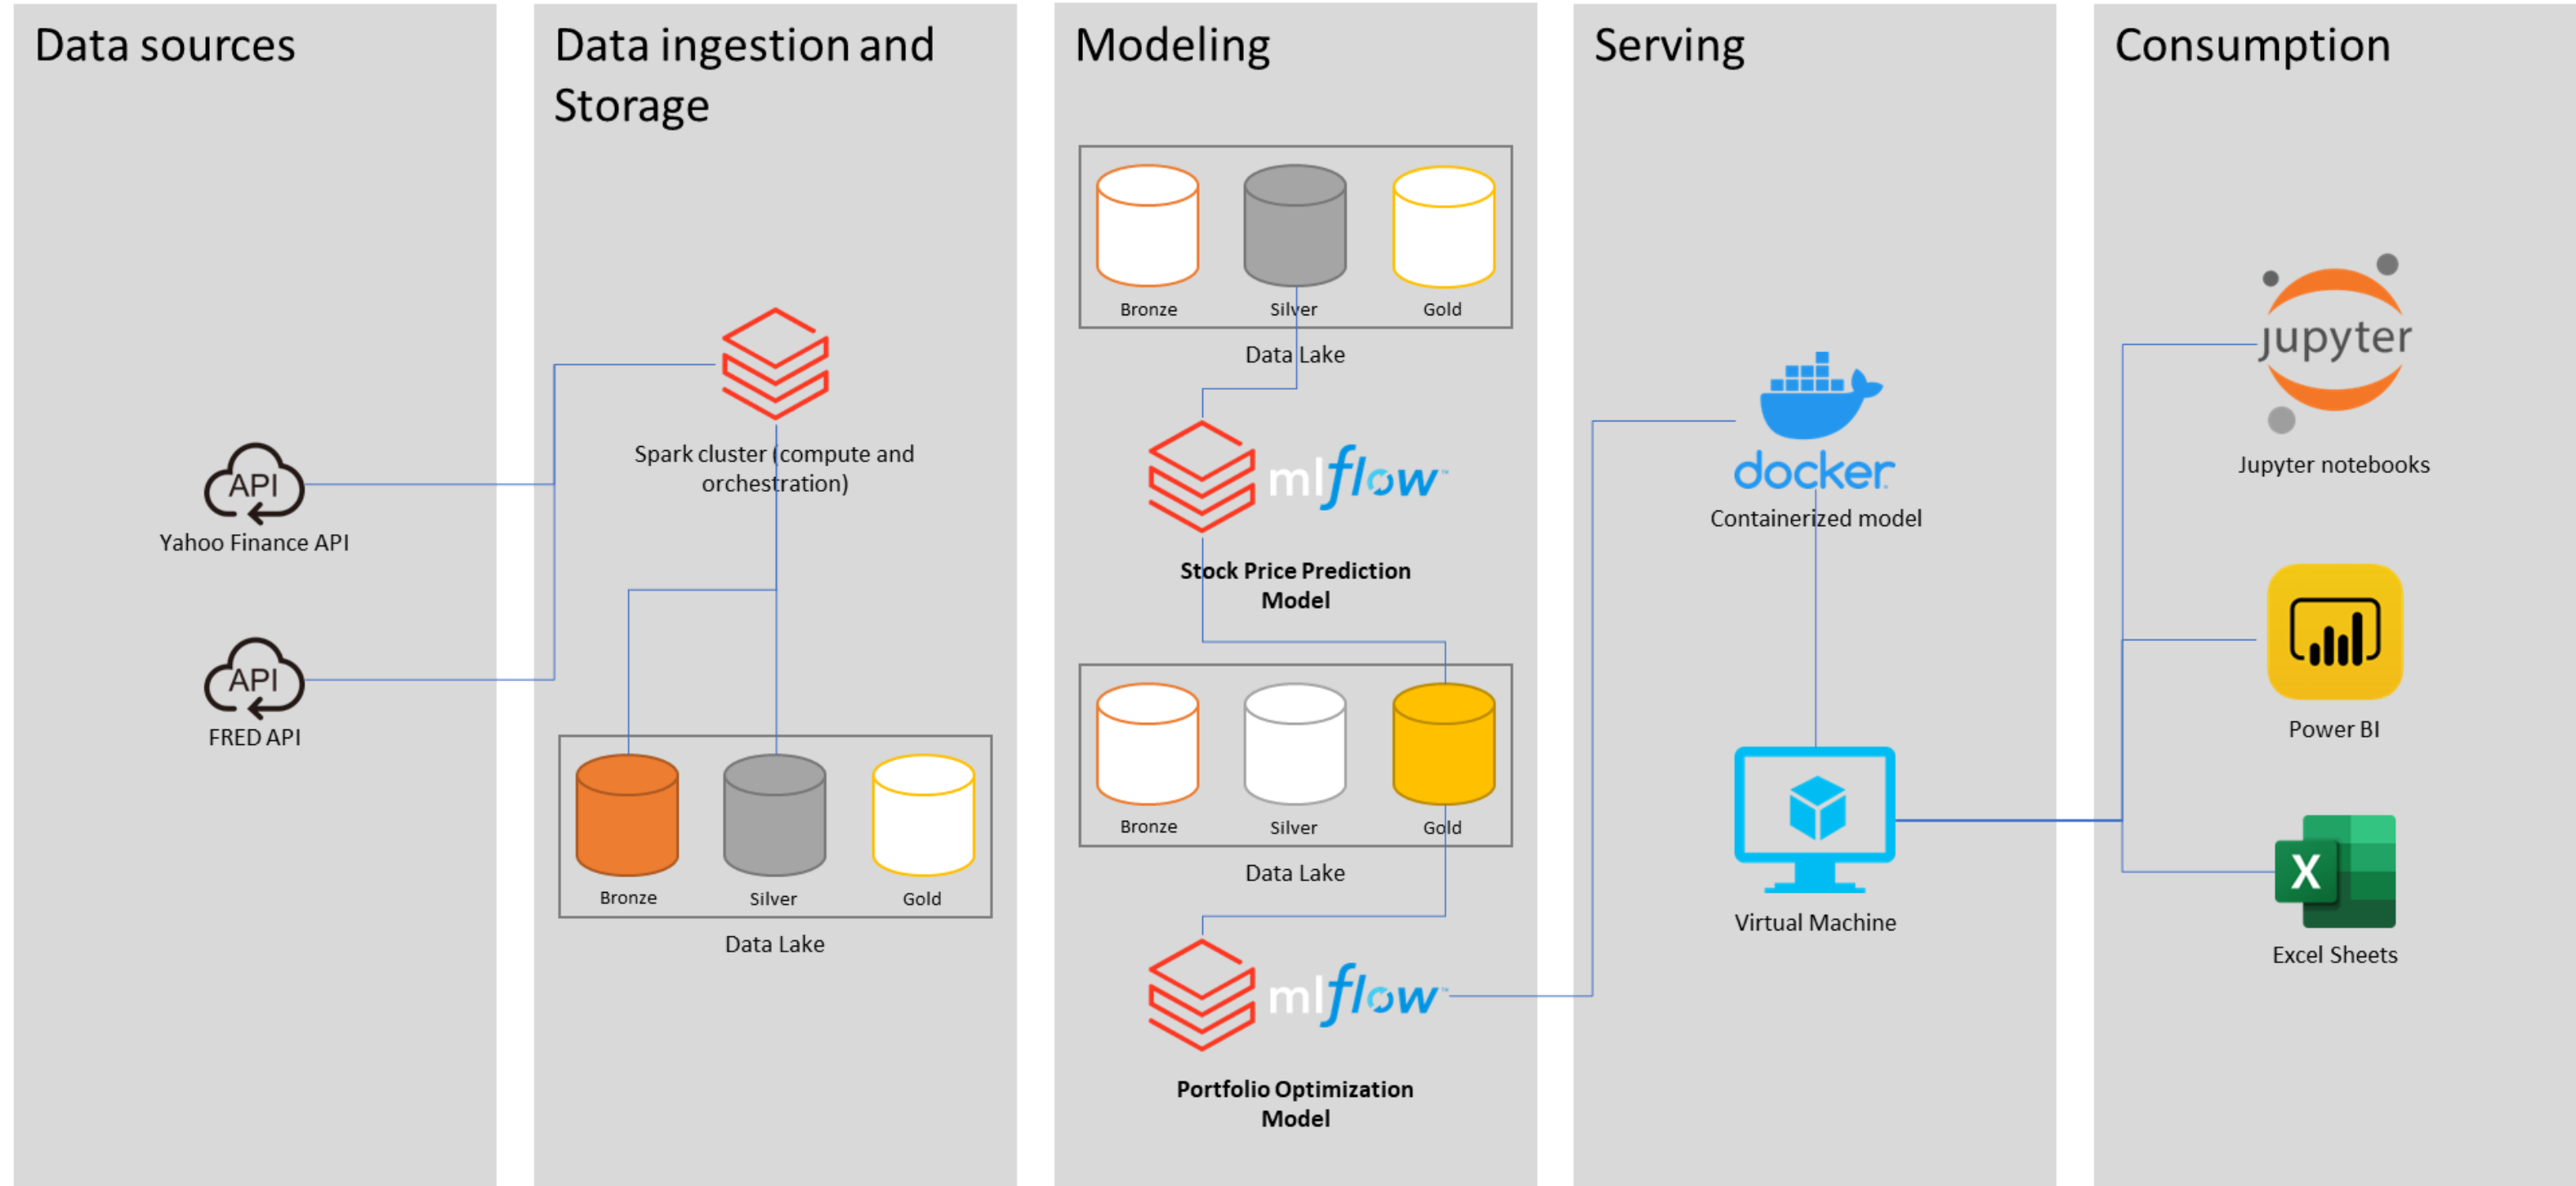 Data sources
API
Yahoo Finance API
API
FRED API
Data ingestion and
Storage
Spark cluster (compute and
orchestration)
Bronze
Silver
Gold
Data Lake
Modeling
Bronze
Silver
Gold
Data Lake
mlflow™
Stock Price Prediction
Model
Bronze
Silver
Gold
Data Lake
mlflow™
Portfolio Optimization
Model
Serving
docker
Containerized model
Virtual Machine
Consumption
jupyter
Jupyter notebooks
Power BI
X
Excel Sheets